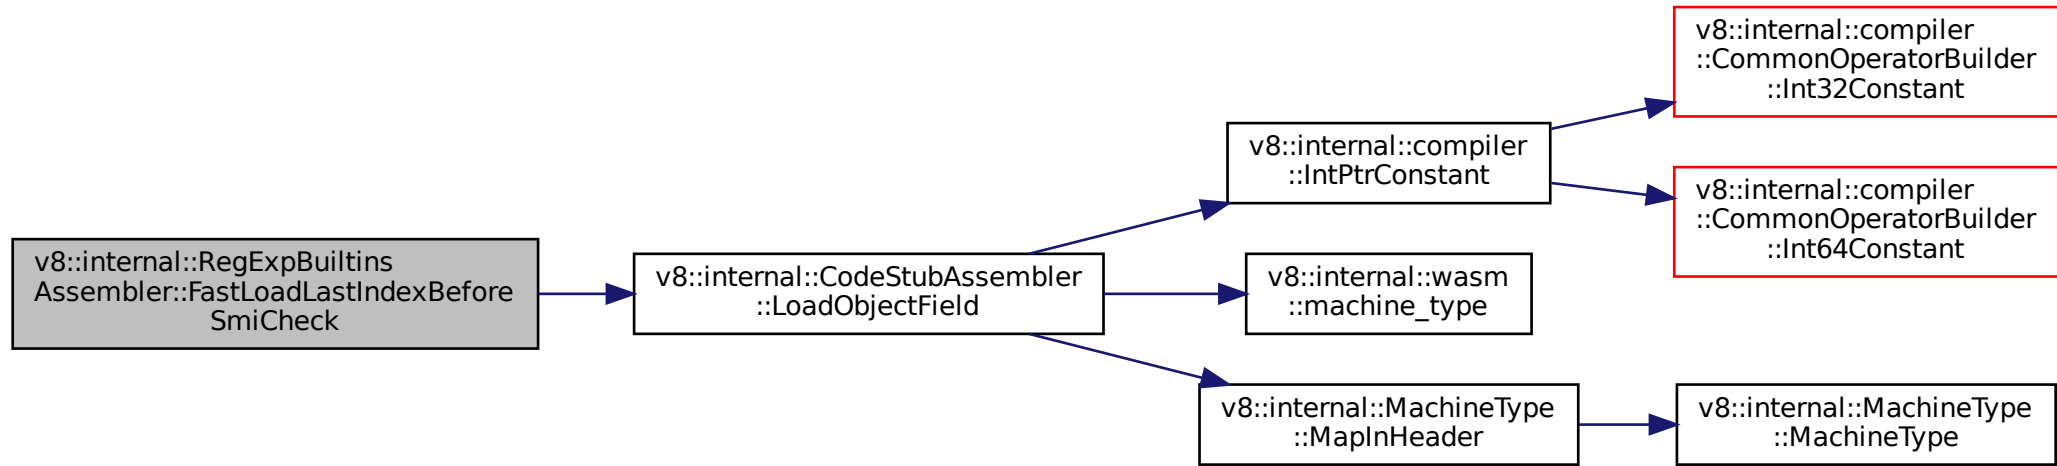 v8::internal::RegExpBuiltins
Assembler::FastLoadLastIndexBefore
SmiCheck
v8::internal::CodeStubAssembler
::LoadObjectField
v8::internal::compiler
::IntPtrConstant
v8::internal::compiler
::CommonOperatorBuilder
::Int32Constant
v8::internal::compiler
::CommonOperatorBuilder
::Int64Constant
v8::internal::wasm
::machine_type
v8::internal::MachineType
::MapInHeader
v8::internal::MachineType
::MachineType